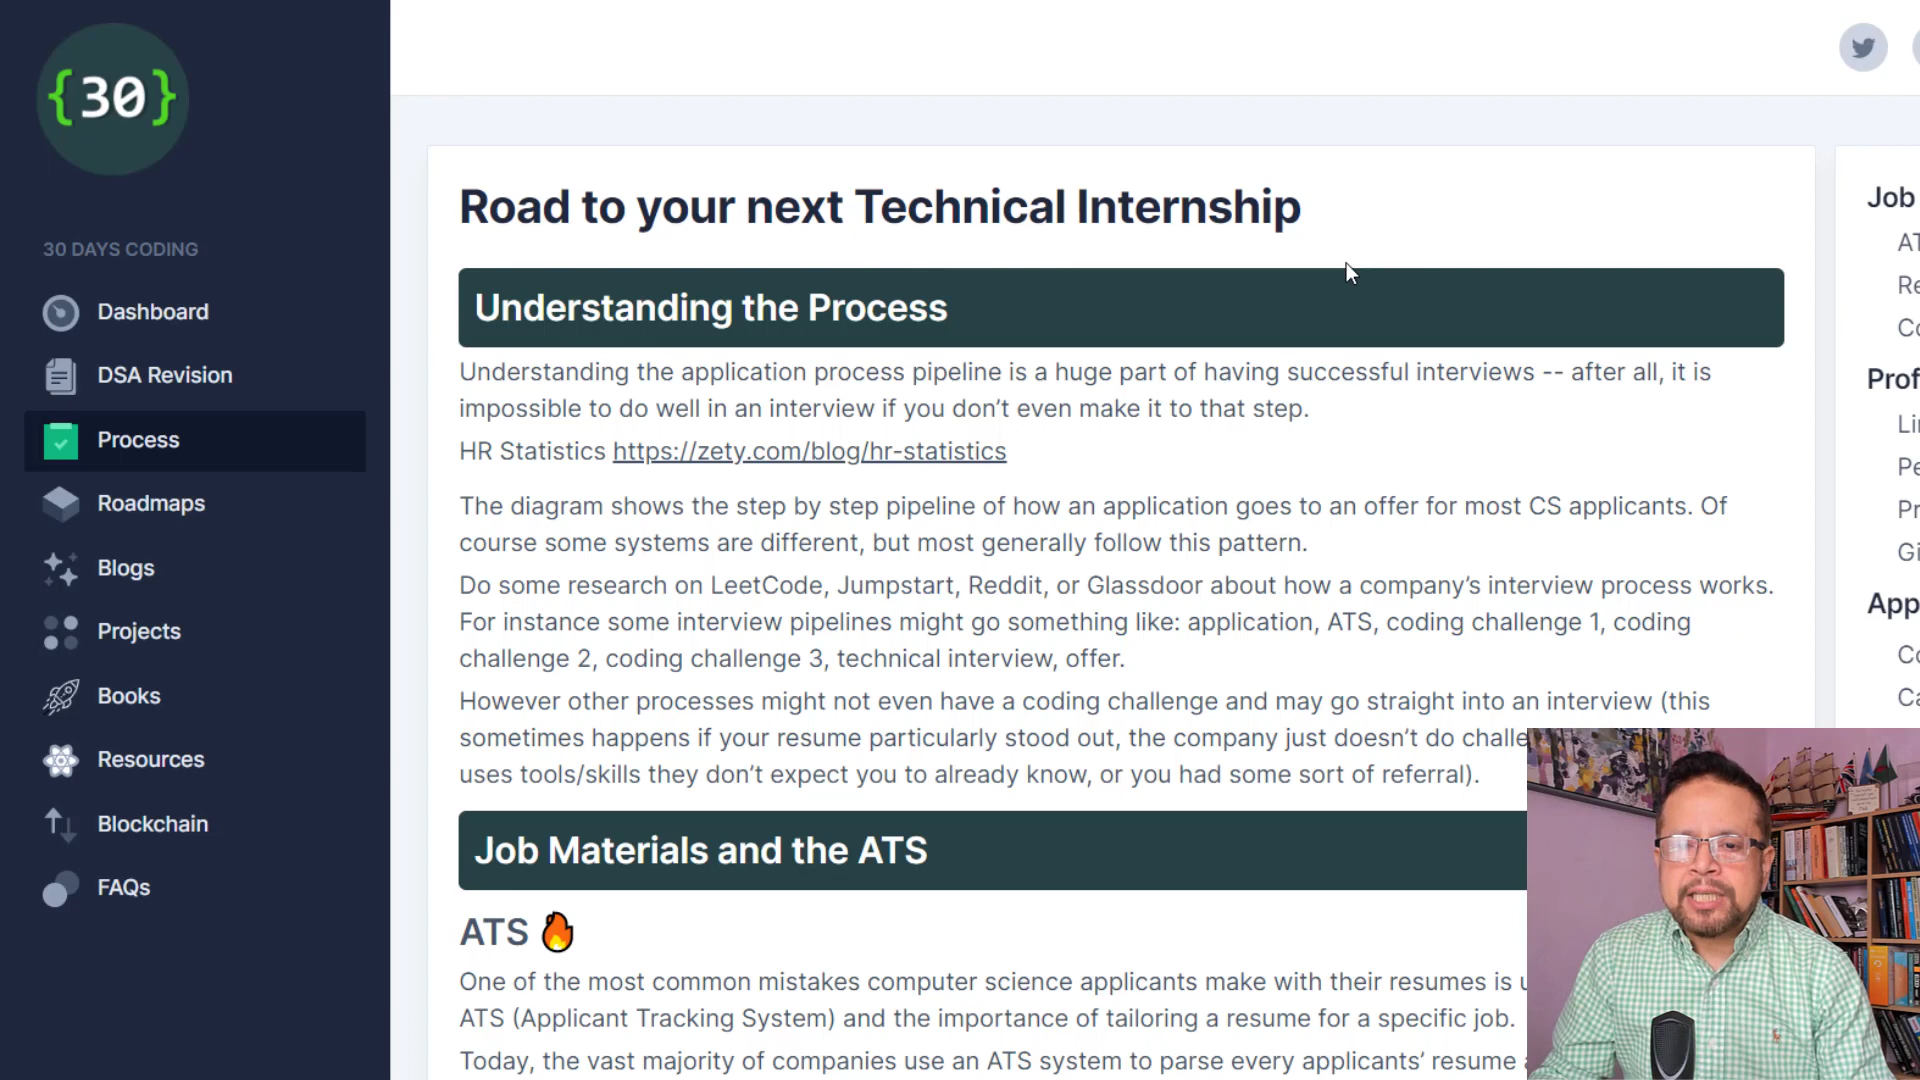 {30}
30 DAYS CODING
Dashboard
DSA Revision
Process
Roadmaps
Blogs
Projects
Books
Resources
Blockchain
FAQs
Road to your next Technical Internship
Understanding the Process
Understanding the application process pipeline is a huge part of having successful interviews -- after all, it is
impossible to do well in an interview if you don’t even make it to that step.
HR Statistics https://zety.com/blog/hr-statistics
The diagram shows the step by step pipeline of how an application goes to an offer for most CS applicants. Of
course some systems are different, but most generally follow this pattern.
Do some research on LeetCode, Jumpstart, Reddit, or Glassdoor about how a company’s interview process works.
For instance some interview pipelines might go something like: application, ATS, coding challenge 1, coding
challenge 2, coding challenge 3, technical interview, offer.
However other processes might not even have a coding challenge and may go straight into an interview (this
sometimes happens if your resume particularly stood out, the company just doesn’t do challe
uses tools/skills they don’t expect you to already know, or you had some sort of referral).
Job Materials and the ATS
ATS 🔥
One of the most common mistakes computer science applicants make with their resumes is u
ATS (Applicant Tracking System) and the importance of tailoring a resume for a specific job.
Today, the vast majority of companies use an ATS system to parse every applicants’ resume
Job
AT
Re
Co
Prof
Li
Pe
Pr
Gi
App
Co
Ca